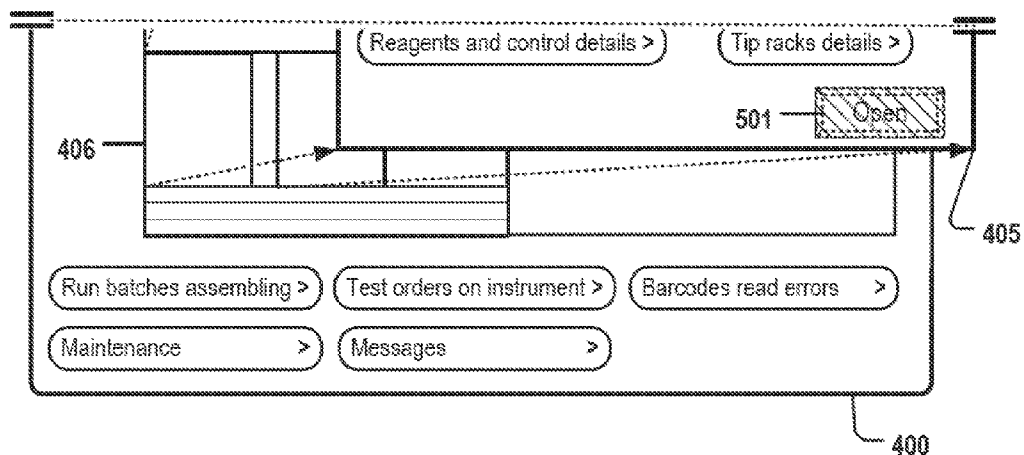 Reagents and control details > Tip racks details >
501 Open
406
405
Run batches assembling > Test orders on instrument > Barcodes read errors >
Maintenance > Messages >
400